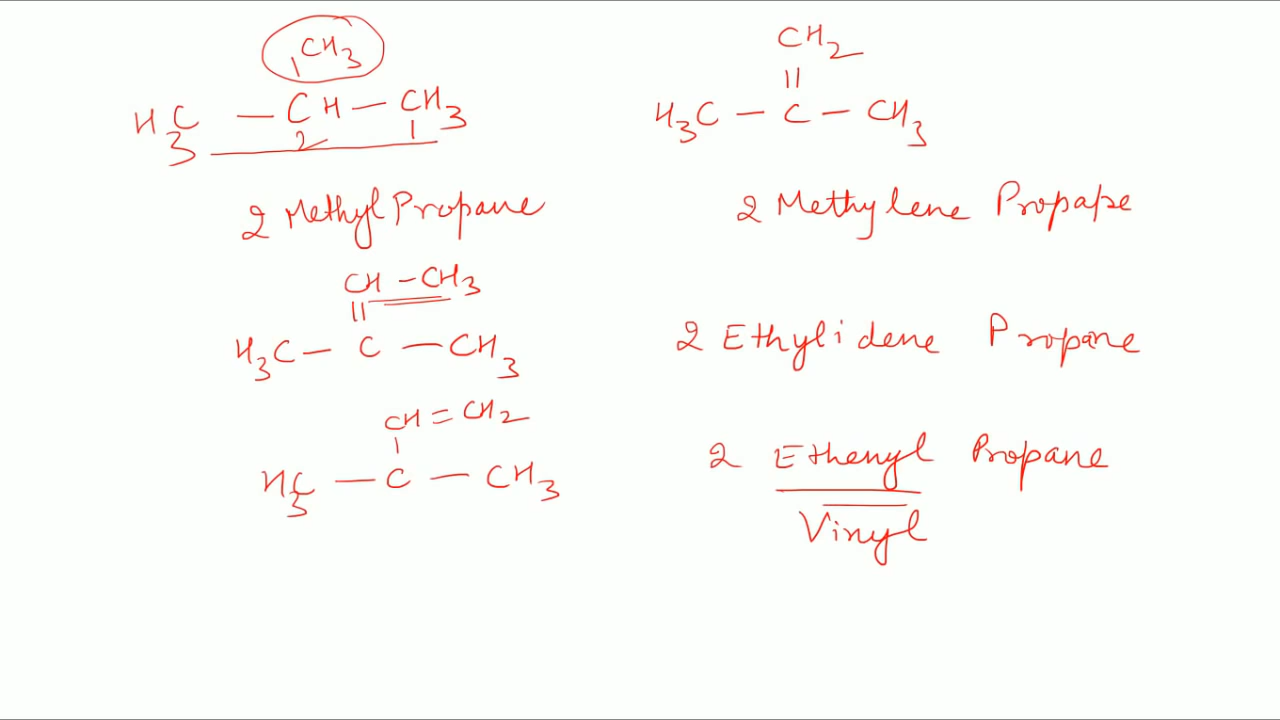 CH3
H3C — CH — CH3
2 1
2 Methyl Propane
CH2
||
H3C — C — CH3
2 Methylene Propane
CH - CH3
||
H3C — C — CH3
2 Ethylidene Propane
CH = CH2
|
H3C — C — CH3
2 Ethenyl Propane
Vinyl